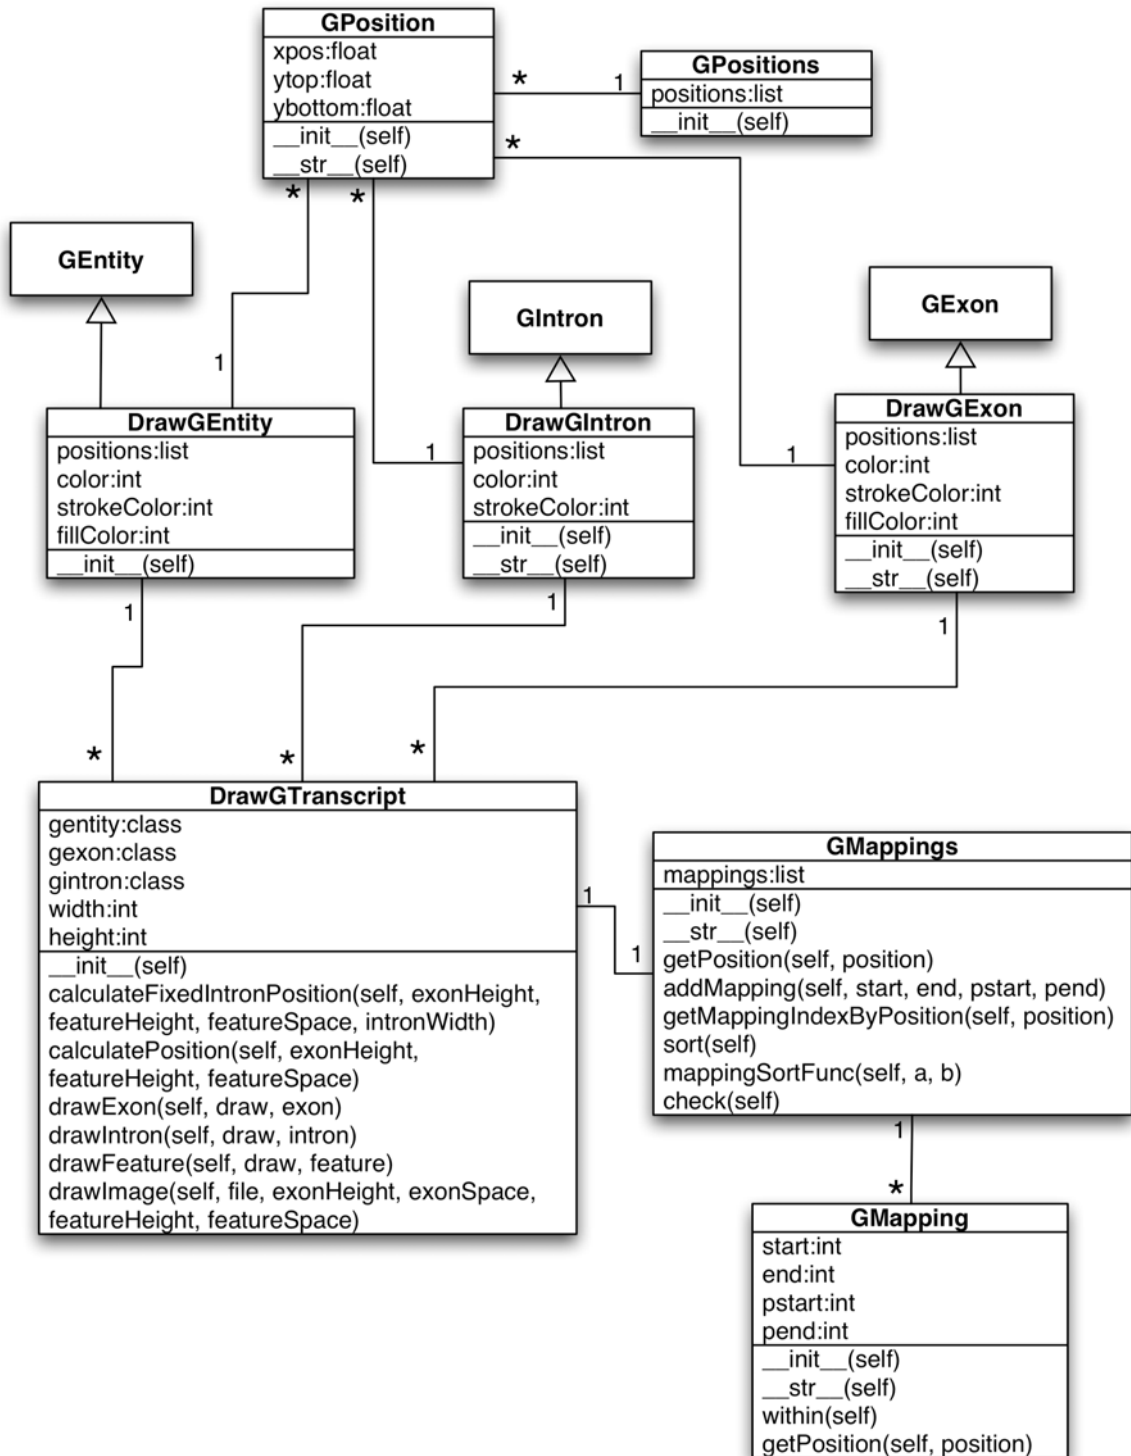 GPosition
xpos:float
ytop:float
ybottom:float
__init__(self)
__str__(self)
*
1
GPositions
positions:list
__init__(self)
*
*
*
GEntity
GIntron
GExon
1
DrawGEntity
positions:list
color:int
strokeColor:int
fillColor:int
__init__(self)
1
DrawGIntron
positions:list
color:int
strokeColor:int
__init__(self)
__str__(self)
1
DrawGExon
positions:list
color:int
strokeColor:int
fillColor:int
__init__(self)
__str__(self)
1
1
1
*
*
*
DrawGTranscript
gentity:class
gexon:class
gintron:class
width:int
height:int
__init__(self)
calculateFixedIntronPosition(self, exonHeight,
featureHeight, featureSpace, intronWidth)
calculatePosition(self, exonHeight,
featureHeight, featureSpace)
drawExon(self, draw, exon)
drawIntron(self, draw, intron)
drawFeature(self, draw, feature)
drawImage(self, file, exonHeight, exonSpace,
featureHeight, featureSpace)
1
1
GMappings
mappings:list
__init__(self)
__str__(self)
getPosition(self, position)
addMapping(self, start, end, pstart, pend)
getMappingIndexByPosition(self, position)
sort(self)
mappingSortFunc(self, a, b)
check(self)
1
*
GMapping
start:int
end:int
pstart:int
pend:int
__init__(self)
__str__(self)
within(self)
getPosition(self, position)